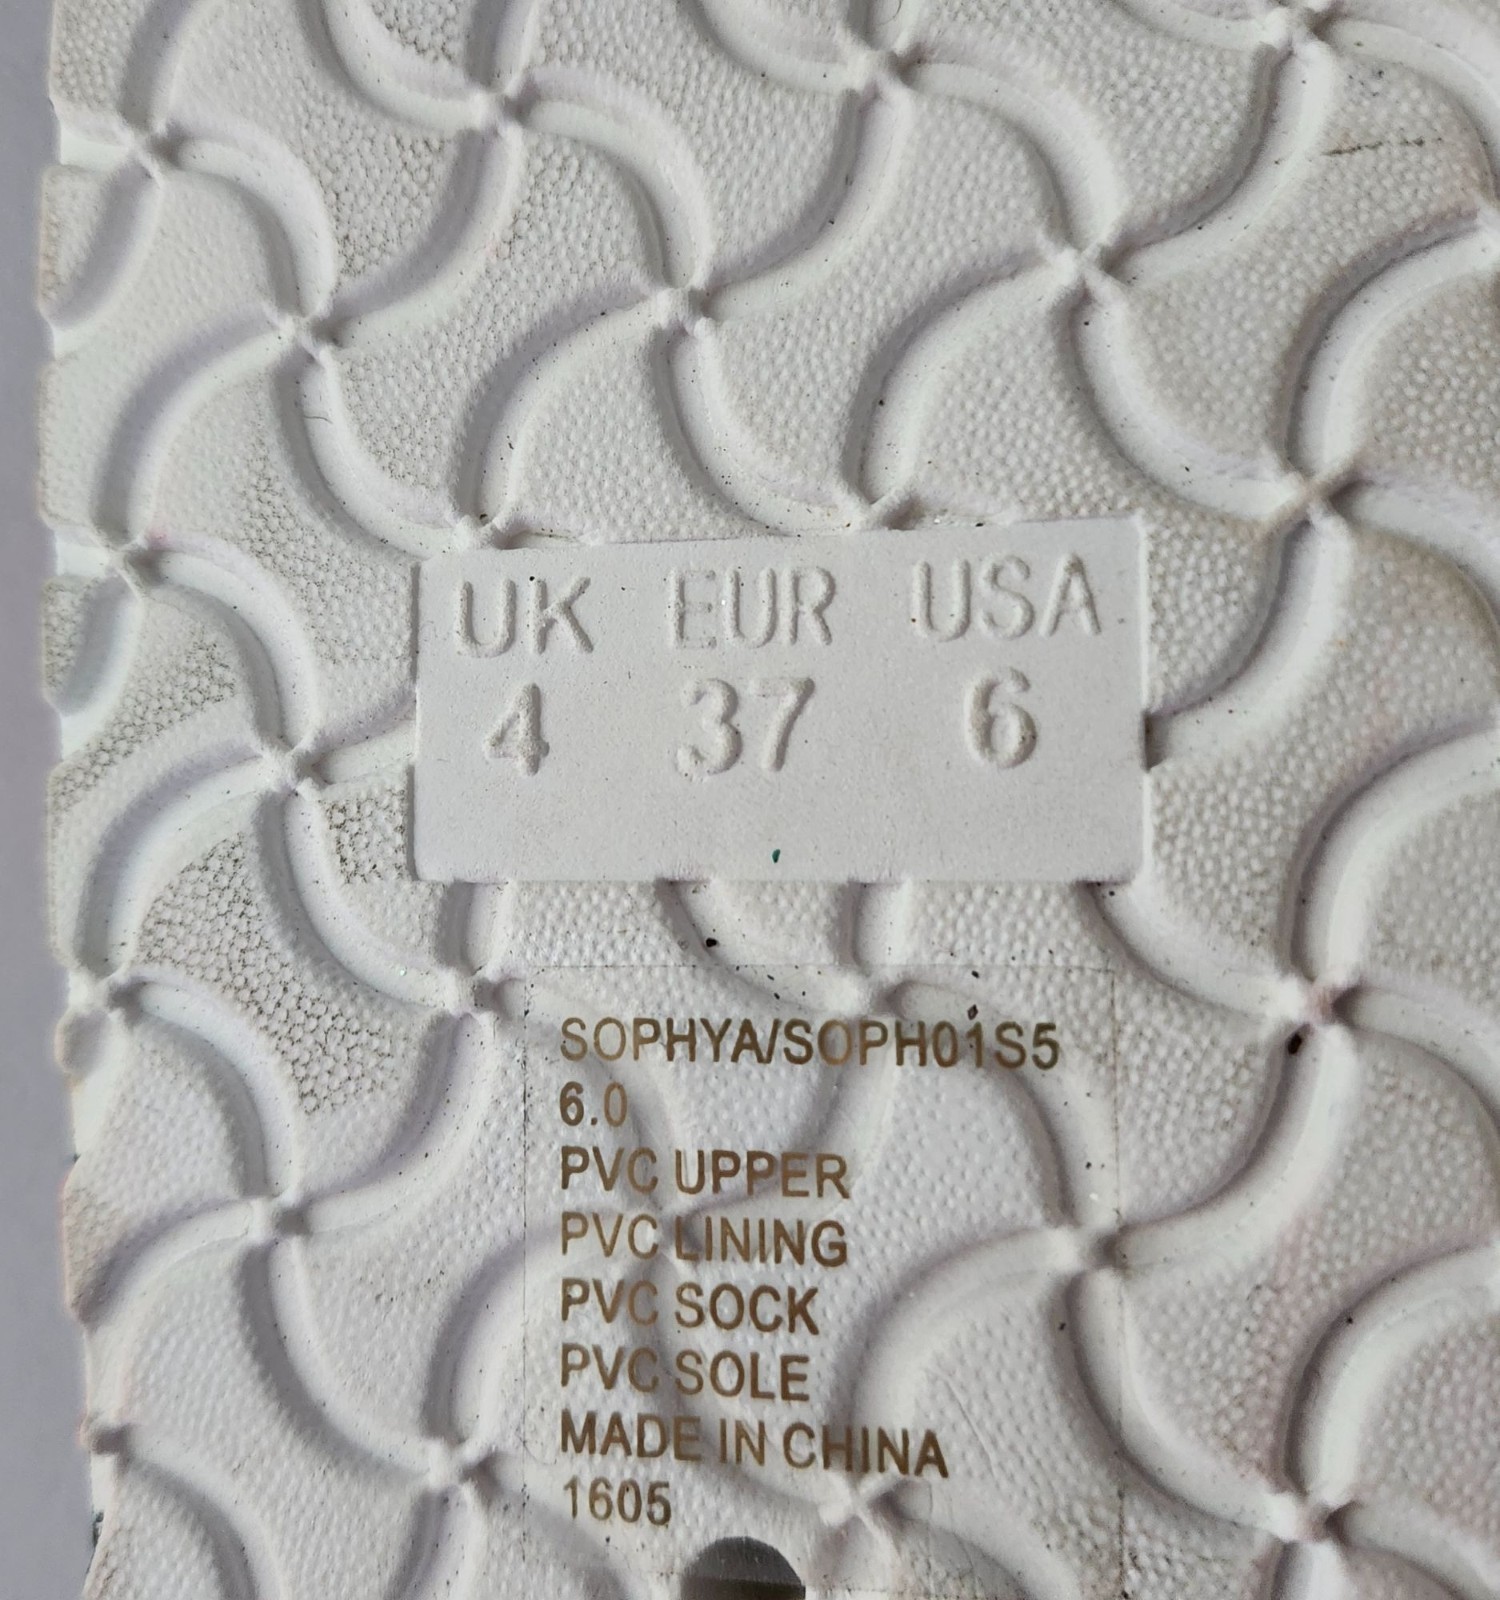 UK EUR USA
4 37 6
SOPHYA/SOPH01S5
6.0
PVC UPPER
PVC LINING
PVC SOCK
PVC SOLE
MADE IN CHINA
1605